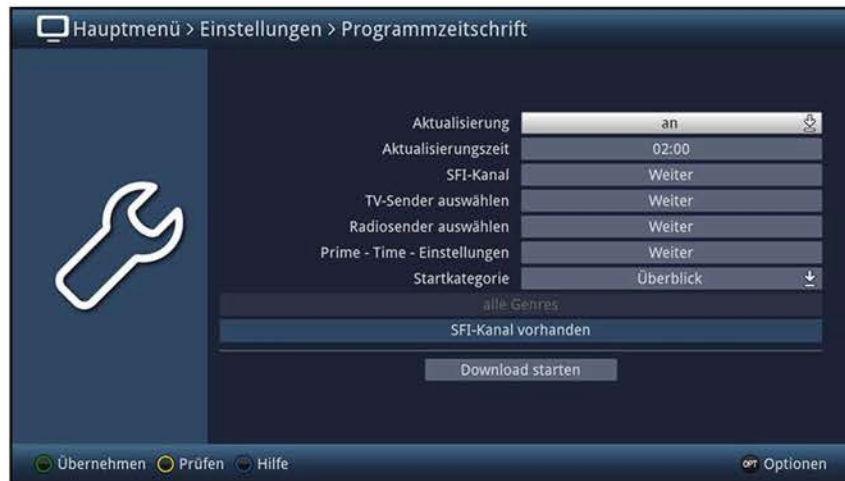 Hauptmenü > Einstellungen > Programmzeitschrift
Aktualisierung an
Aktualisierungszeit 02:00
SFI-Kanal Weiter
TV-Sender auswählen Weiter
Radiosender auswählen Weiter
Prime - Time - Einstellungen Weiter
Startkategorie Überblick
alle Genres
SFI-Kanal vorhanden
Download starten
Übernehmen Prüfen Hilfe OPT Optionen